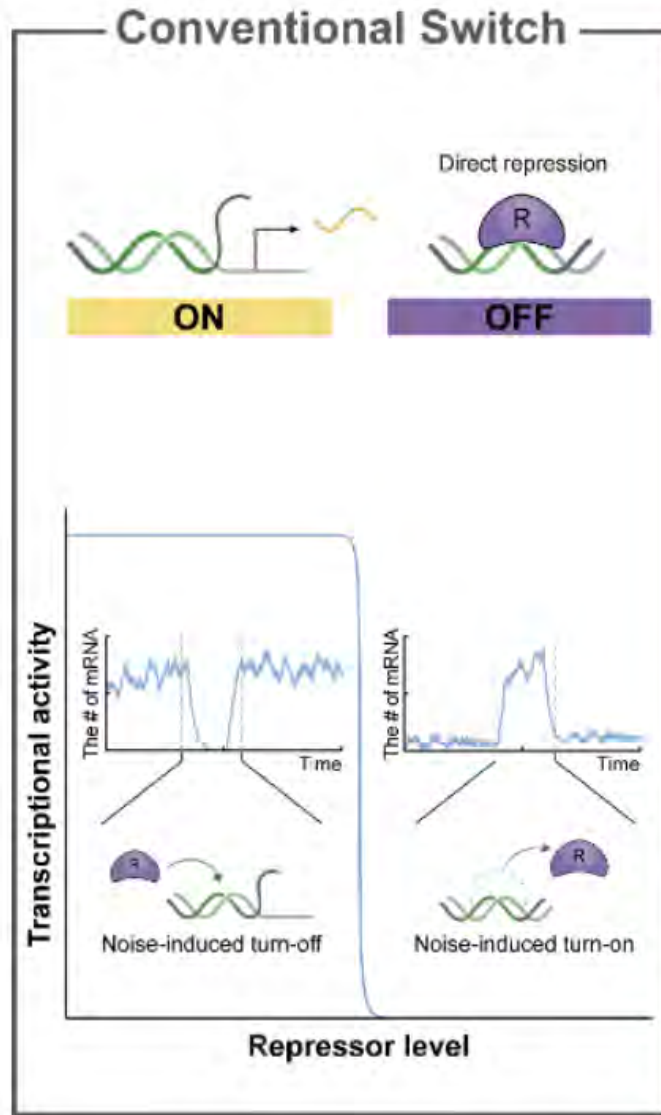 Conventional Switch
Direct repression
R
ON
OFF
Transcriptional activity
The # of mRNA
Time
The # of mRNA
Time
R
R
Noise-induced turn-off
Noise-induced turn-on
Repressor level